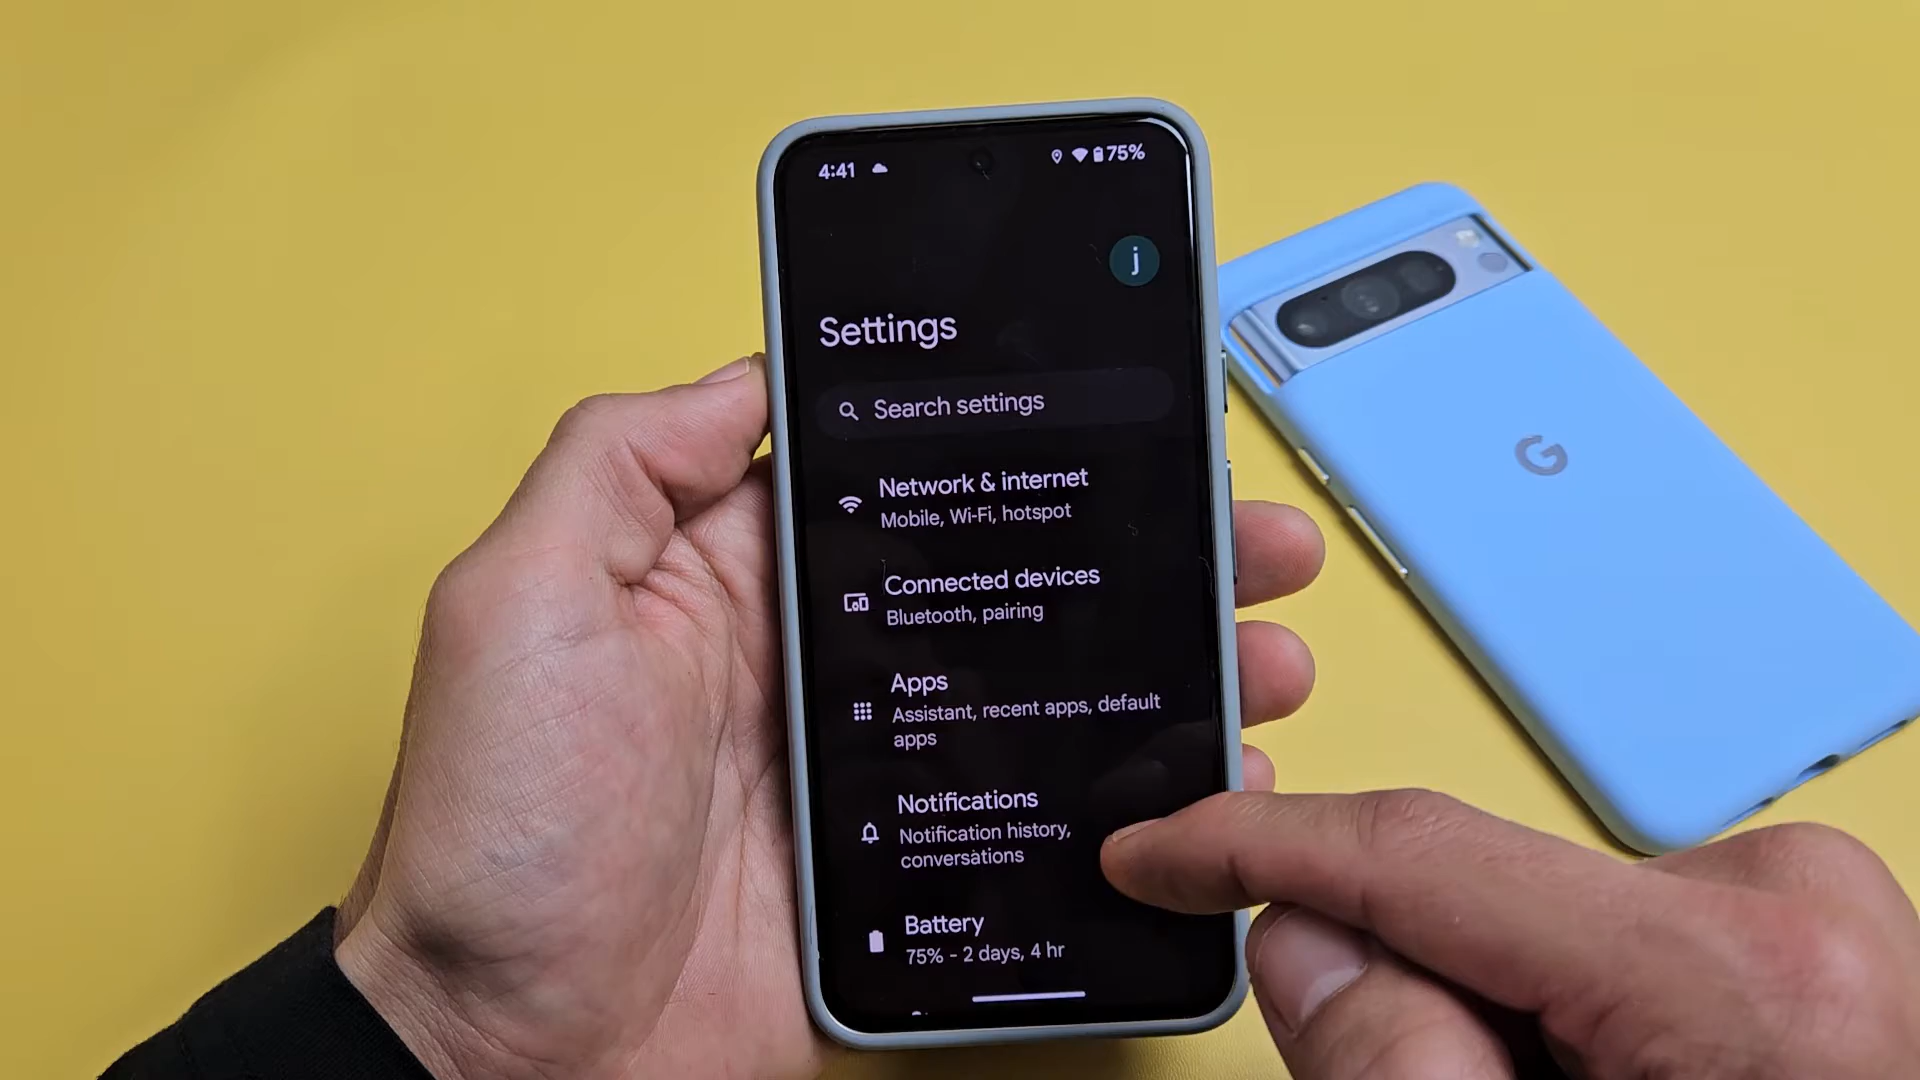 4:41
75%
j
Settings
Search settings
Network & internet
Mobile, Wi-Fi, hotspot
Connected devices
Bluetooth, pairing
Apps
Assistant, recent apps, default
apps
Notifications
Notification history,
conversations
Battery
75% - 2 days, 4 hr
G